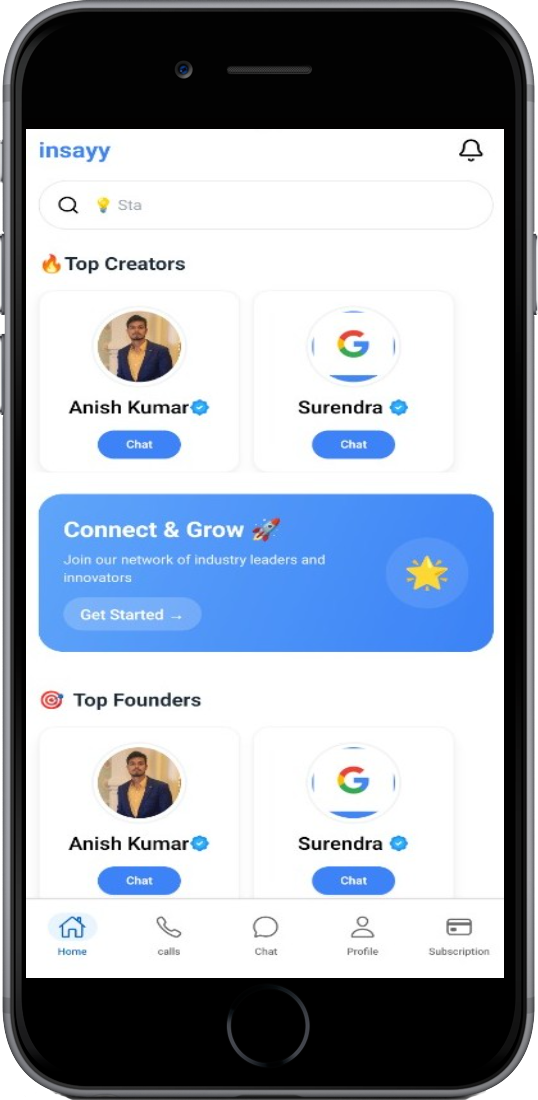 insayy
💡 Sta
🔥Top Creators
Anish Kumar
Surendra
Chat
Chat
Connect & Grow 🚀
Join our network of industry leaders and
innovators
Get Started →
🎯 Top Founders
Anish Kumar
Surendra
Chat
Chat
Home
calls
Chat
Profile
Subscription